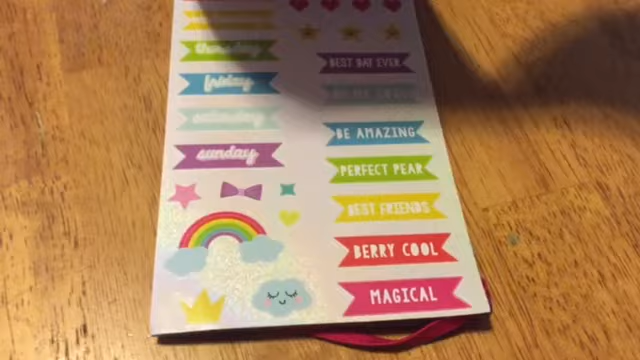 thursday
friday
saturday
sunday
BEST DAY EVER
BE AMAZING
PERFECT PEAR
BEST FRIENDS
BERRY COOL
MAGICAL